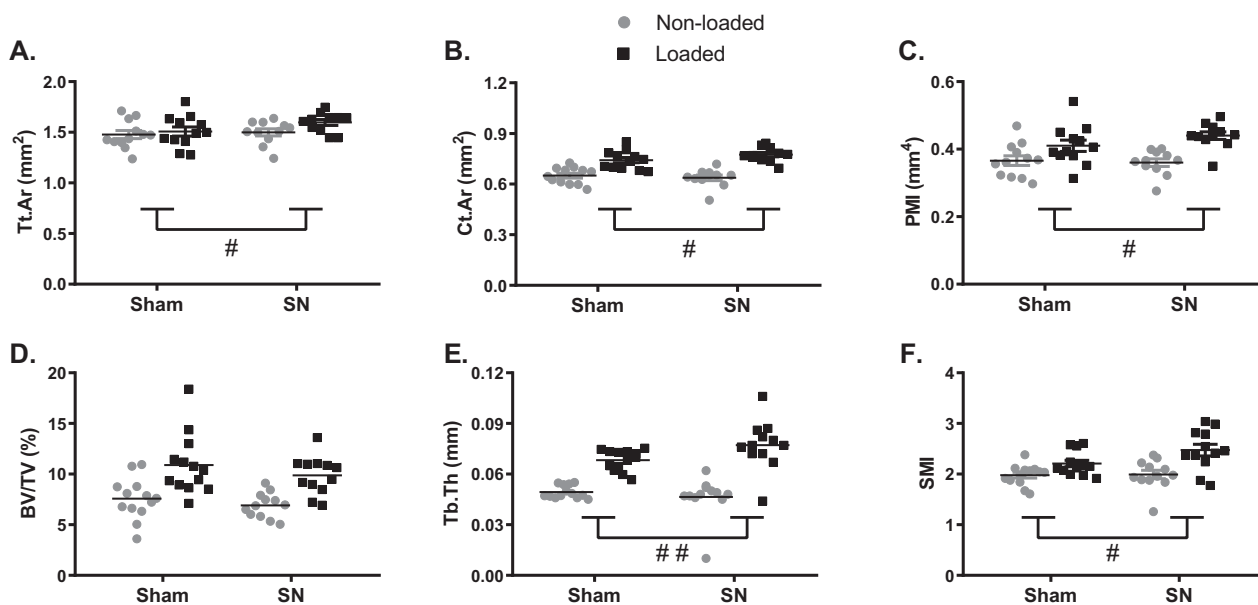 Non-loaded
Loaded
A.
Tt.Ar (mm²)
2.0
1.5
1.0
0.5
0.0
#
Sham SN
B.
Ct.Ar (mm²)
1.2
0.9
0.6
0.3
0.0
#
Sham SN
C.
PMI (mm⁴)
0.6
0.4
0.2
0.0
#
Sham SN
D.
BV/TV (%)
20
15
10
5
0
Sham SN
E.
Tb.Th (mm)
0.12
0.09
0.06
0.03
0.00
# #
Sham SN
F.
SMI
4
3
2
1
0
#
Sham SN